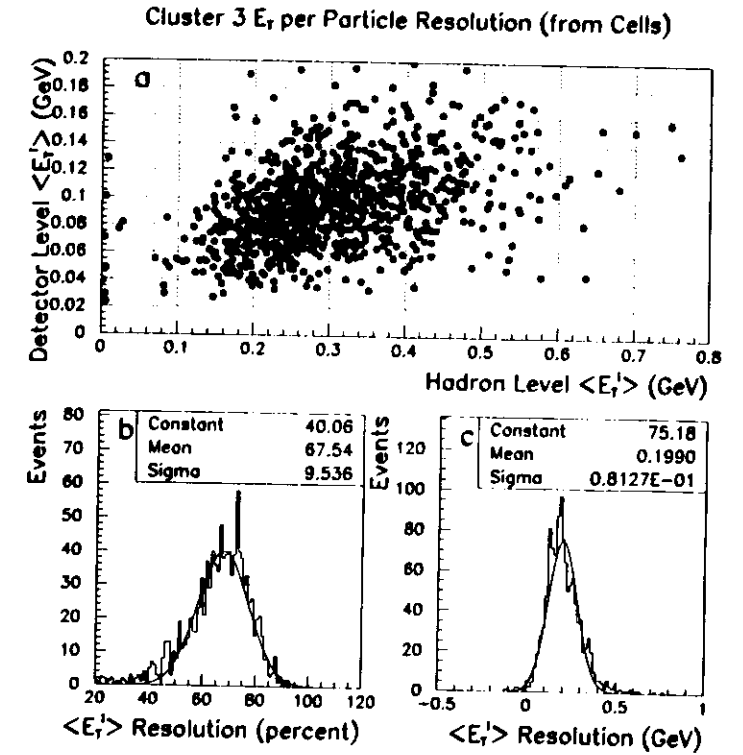 Cluster 3 E_T per Particle Resolution (from Cells)
Detector Level <E_T^I> (GeV)
a
0.2
0.18
0.16
0.14
0.12
0.1
0.08
0.06
0.04
0.02
0
0 0.1 0.2 0.3 0.4 0.5 0.6 0.7 0.8
Hadron Level <E_T^I> (GeV)
Events
b
80
70
60
50
40
30
20
10
0
Constant 40.06
Mean 67.54
Sigma 9.536
20 40 60 80 100 120
<E_T^I> Resolution (percent)
Events
c
120
100
80
60
40
20
0
Constant 75.18
Mean 0.1990
Sigma 0.8127E-01
-0.5 0 0.5 1
<E_T^I> Resolution (GeV)